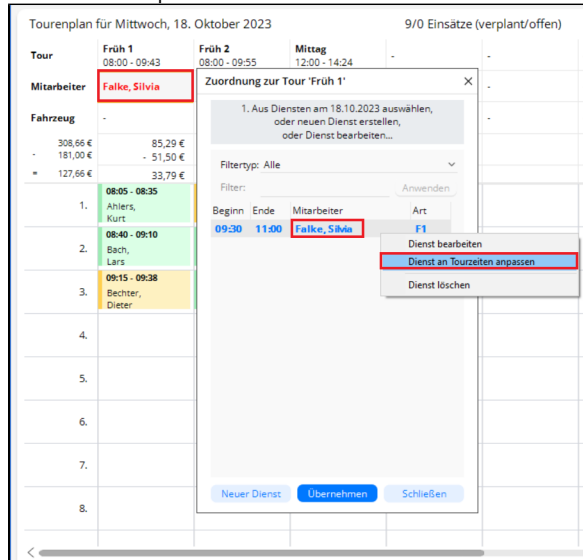 Tourenplan für Mittwoch, 18. Oktober 2023 9/0 Einsätze (verplant/offen)
Tour Früh 1 Früh 2 Mittag - -
08:00 - 09:43 08:00 - 09:55 12:00 - 14:24
Mitarbeiter Falke, Silvia -
Fahrzeug - -
308,66 € 85,29 €
- 181,00 € - 51,50 €
= 127,66 € 33,79 €
1. 08:05 - 08:35
Ahlers,
Kurt
2. 08:40 - 09:10
Bach,
Lars
3. 09:15 - 09:38
Bechter,
Dieter
4.
5.
6.
7.
8.
Zuordnung zur Tour 'Früh 1'
1. Aus Diensten am 18.10.2023 auswählen,
oder neuen Dienst erstellen,
oder Dienst bearbeiten...
Filtertyp: Alle
Filter: Anwenden
Beginn Ende Mitarbeiter Art
09:30 11:00 Falke, Silvia F1
Dienst bearbeiten
Dienst an Tourzeiten anpassen
Dienst löschen
Neuer Dienst Übernehmen Schließen